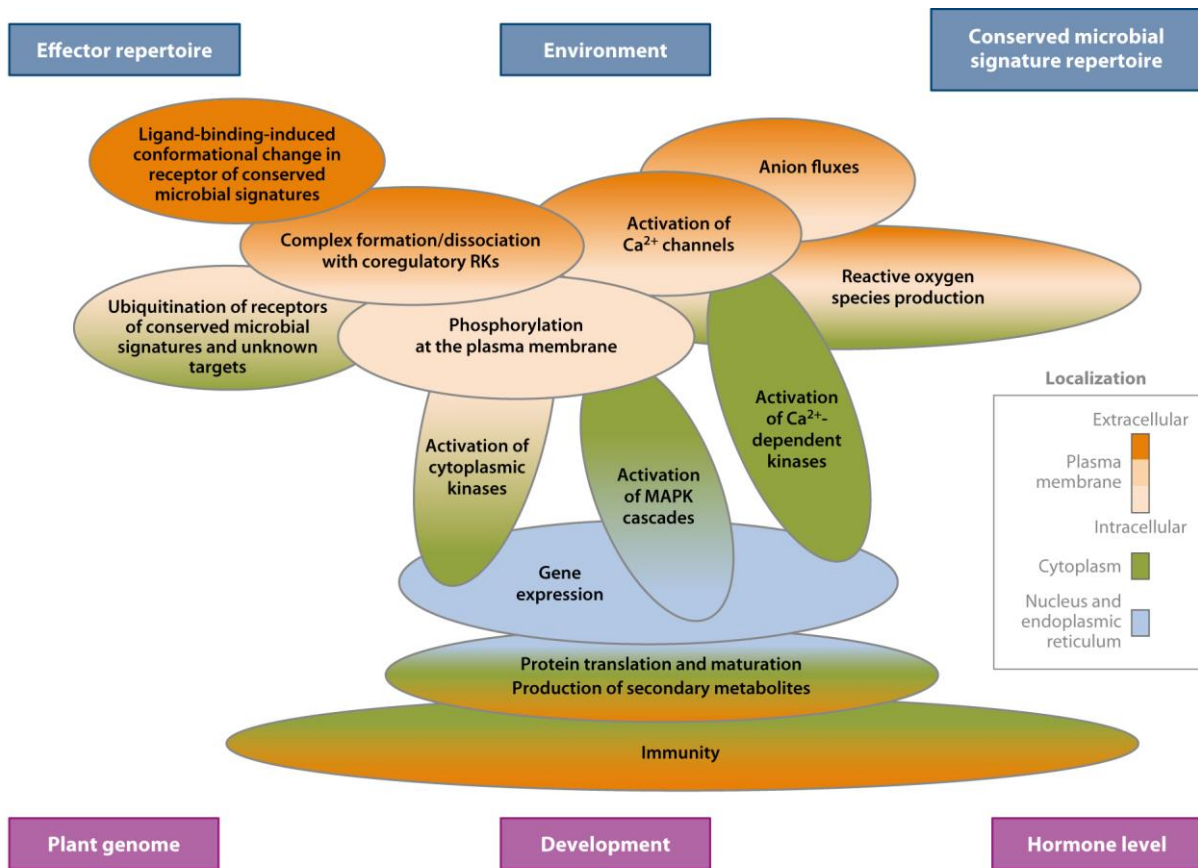 Effector repertoire
Environment
Conserved microbial
signature repertoire
Ligand-binding-induced
conformational change in
receptor of conserved
microbial signatures
Anion fluxes
Complex formation/dissociation
with coregulatory RKs
Activation of
Ca²⁺ channels
Reactive oxygen
species production
Ubiquitination of receptors
of conserved microbial
signatures and unknown
targets
Phosphorylation
at the plasma membrane
Activation of
cytoplasmic
kinases
Activation
of MAPK
cascades
Activation
of Ca²⁺-
dependent
kinases
Gene
expression
Protein translation and maturation
Production of secondary metabolites
Immunity
Localization
Extracellular
Plasma
membrane
Intracellular
Cytoplasm
Nucleus and
endoplasmic
reticulum
Plant genome
Development
Hormone level